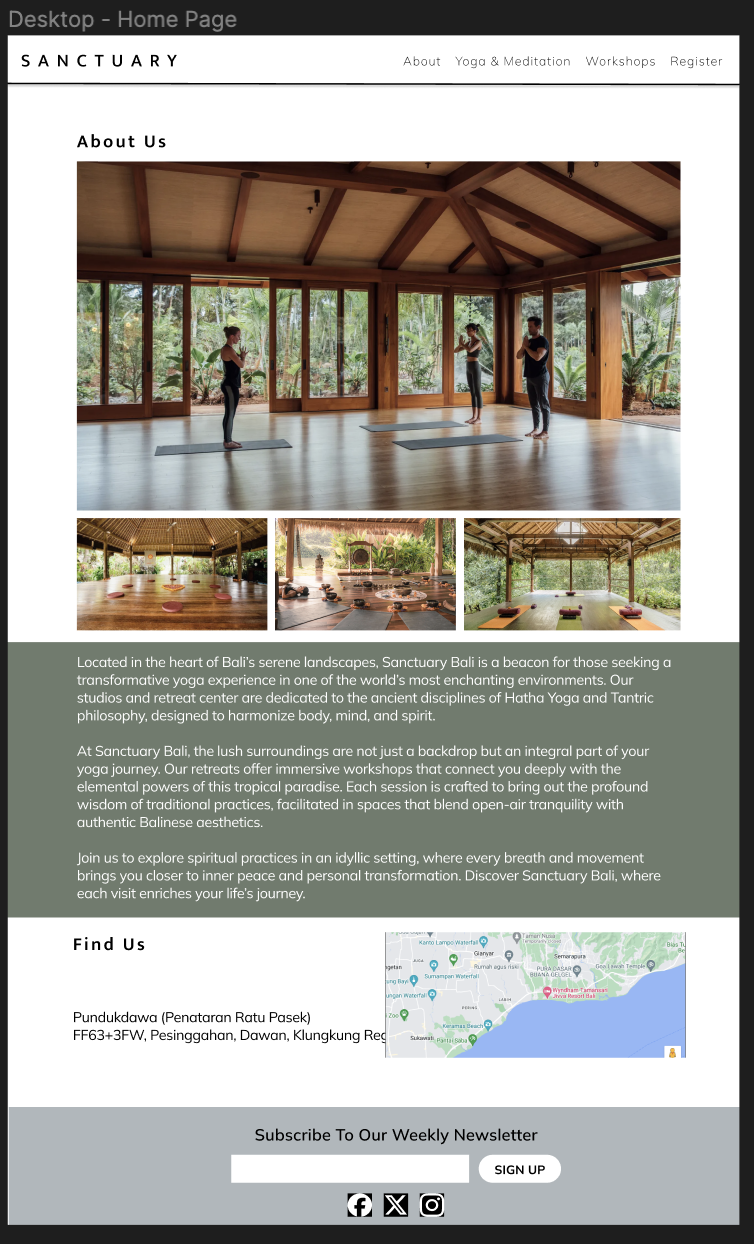 Desktop - Home Page
SANCTUARY
About Yoga & Meditation Workshops Register
About Us
Located in the heart of Bali’s serene landscapes, Sanctuary Bali is a beacon for those seeking a
transformative yoga experience in one of the world’s most enchanting environments. Our
studios and retreat center are dedicated to the ancient disciplines of Hatha Yoga and Tantric
philosophy, designed to harmonize body, mind, and spirit.
At Sanctuary Bali, the lush surroundings are not just a backdrop but an integral part of your
yoga journey. Our retreats offer immersive workshops that connect you deeply with the
elemental powers of this tropical paradise. Each session is crafted to bring out the profound
wisdom of traditional practices, facilitated in spaces that blend open-air tranquility with
authentic Balinese aesthetics.
Join us to explore spiritual practices in an idyllic setting, where every breath and movement
brings you closer to inner peace and personal transformation. Discover Sanctuary Bali, where
each visit enriches your life’s journey.
Find Us
Pundukdawa (Penataran Ratu Pasek)
FF63+3FW, Pesinggahan, Dawan, Klungkung Reg
Taman Nusa
Kanto Lampo Waterfall
Gianyar
Semarapura
Rumah agus riski
PURA DASAR
BUANA GELGEL
Goa Lawah Temple
Sumampan Waterfall
Wyndham Tamansari
Jivva Resort Bali
Zoo
Keramas Beach
Sukawati
Pantai Saba
Subscribe To Our Weekly Newsletter
SIGN UP